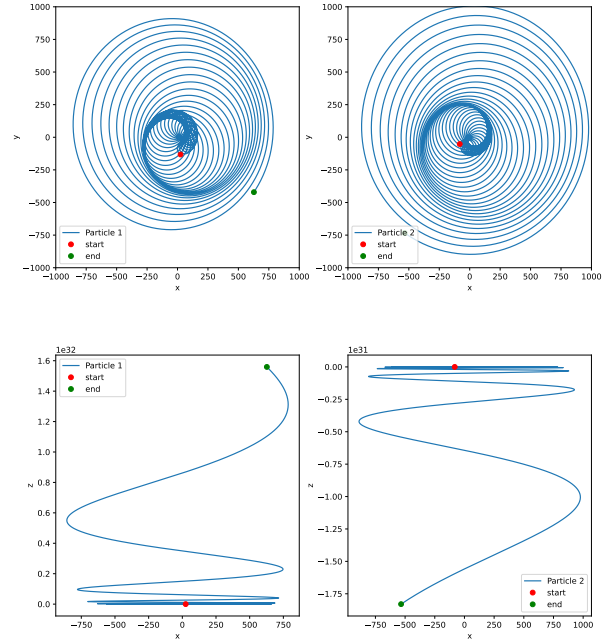 1000
750
500
250
0
−250
−500
−750
−1000
y
Particle 1
start
end
−1000 −750 −500 −250 0 250 500 750 1000
x
1000
750
500
250
0
−250
−500
−750
−1000
y
Particle 2
start
end
−1000 −750 −500 −250 0 250 500 750 1000
x
1e32
1.6
1.4
1.2
1.0
0.8
0.6
0.4
0.2
0.0
z
Particle 1
start
end
−750 −500 −250 0 250 500 750
x
1e31
0.00
−0.25
−0.50
−0.75
−1.00
−1.25
−1.50
−1.75
z
Particle 2
start
end
−750 −500 −250 0 250 500 750 1000
x